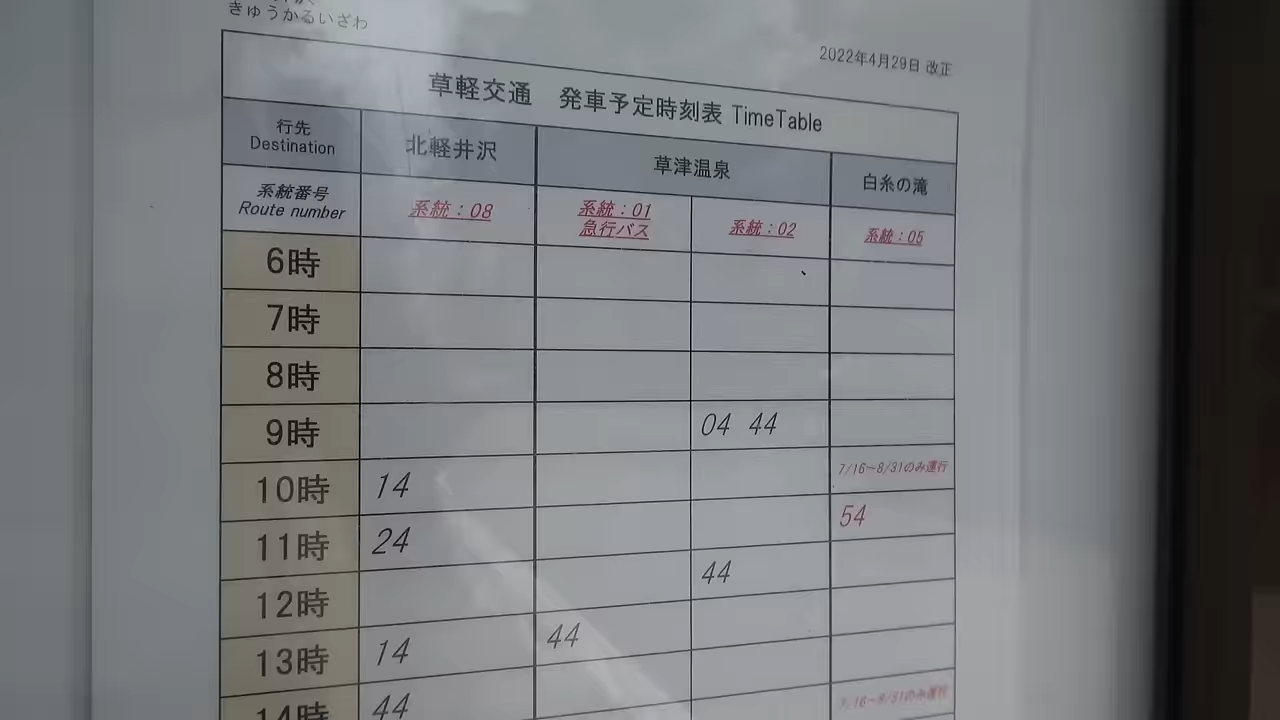 きゅうかるいざわ
2022年4月29日 改正
草軽交通 発車予定時刻表 TimeTable
行先
Destination
北軽井沢
草津温泉
白糸の滝
系統番号
Route number
系統：08
系統：01
急行バス
系統：02
系統：05
6時
7時
8時
9時 04 44
10時 14 7/16～8/31のみ運行
11時 24 54
12時 44
13時 14 44
14時 44 7/16～8/31のみ運行